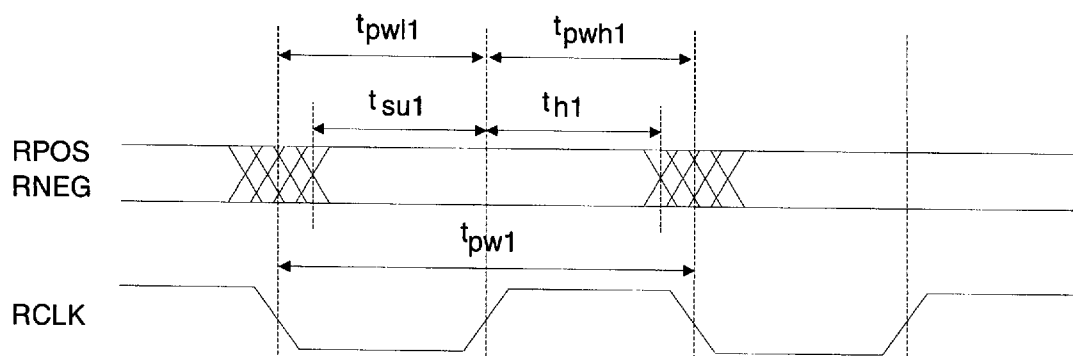 tpwl1 tpwh1
tsu1 th1
RPOS
RNEG
tpw1
RCLK